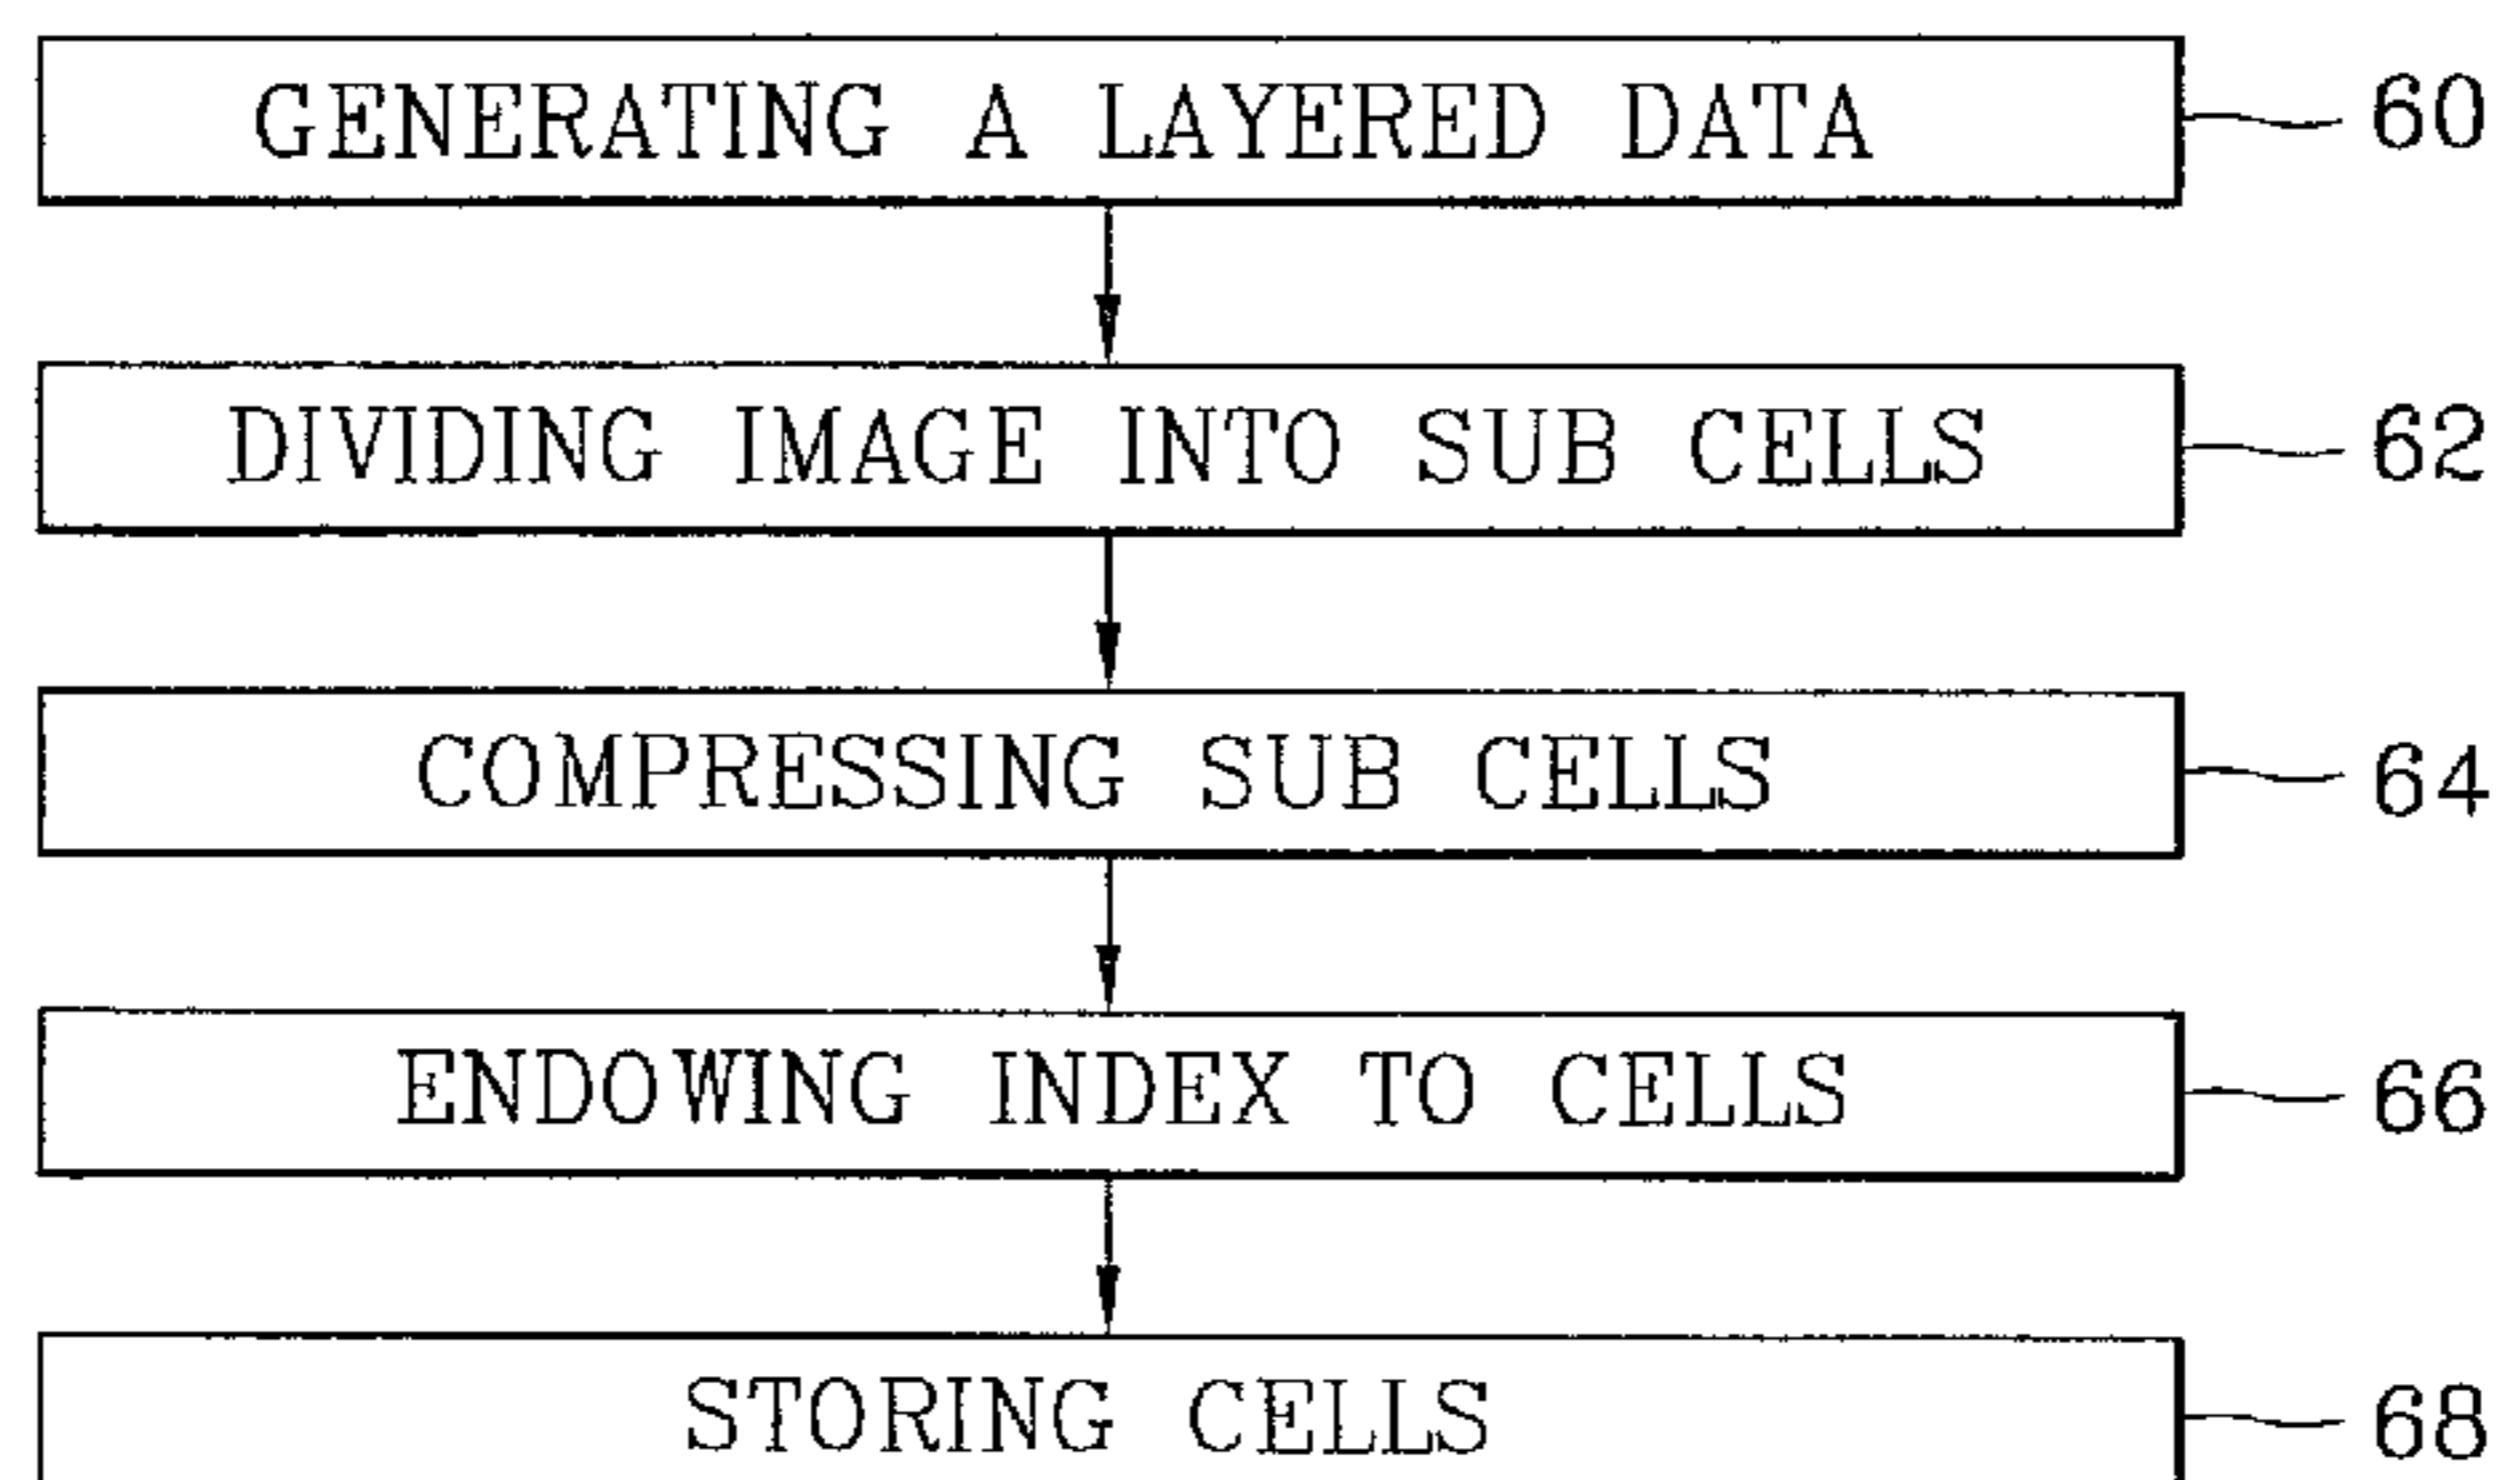 GENERATING A LAYERED DATA 60
DIVIDING IMAGE INTO SUB CELLS 62
COMPRESSING SUB CELLS 64
ENDOWING INDEX TO CELLS 66
STORING CELLS 68